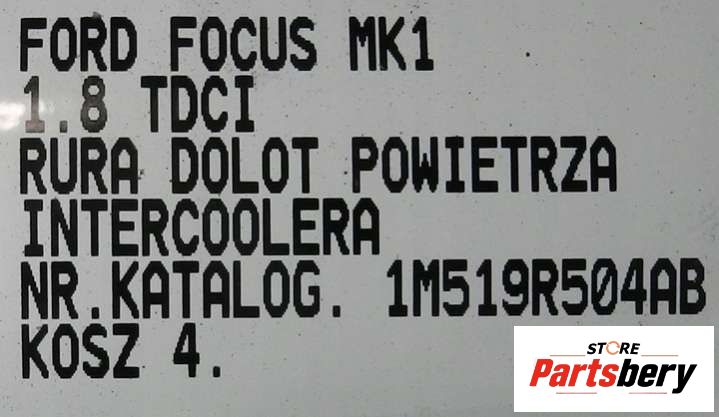 FORD FOCUS MK1
1.8 TDCI
RURA DOLOT POWIETRZA
INTERCOOLERA
NR.KATALOG. 1M519R504AB
KOSZ 4.
STORE
Partsbery